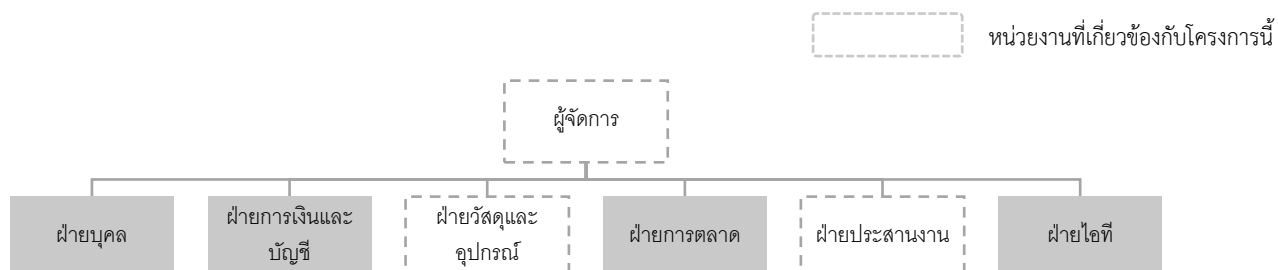 หน่วยงานที่เกี่ยวข้องกับโครงการนี้
ผู้จัดการ
ฝ่ายบุคล
ฝ่ายการเงินและ
บัญชี
ฝ่ายวัสดุและ
อุปกรณ์
ฝ่ายการตลาด
ฝ่ายประสานงาน
ฝ่ายไอที